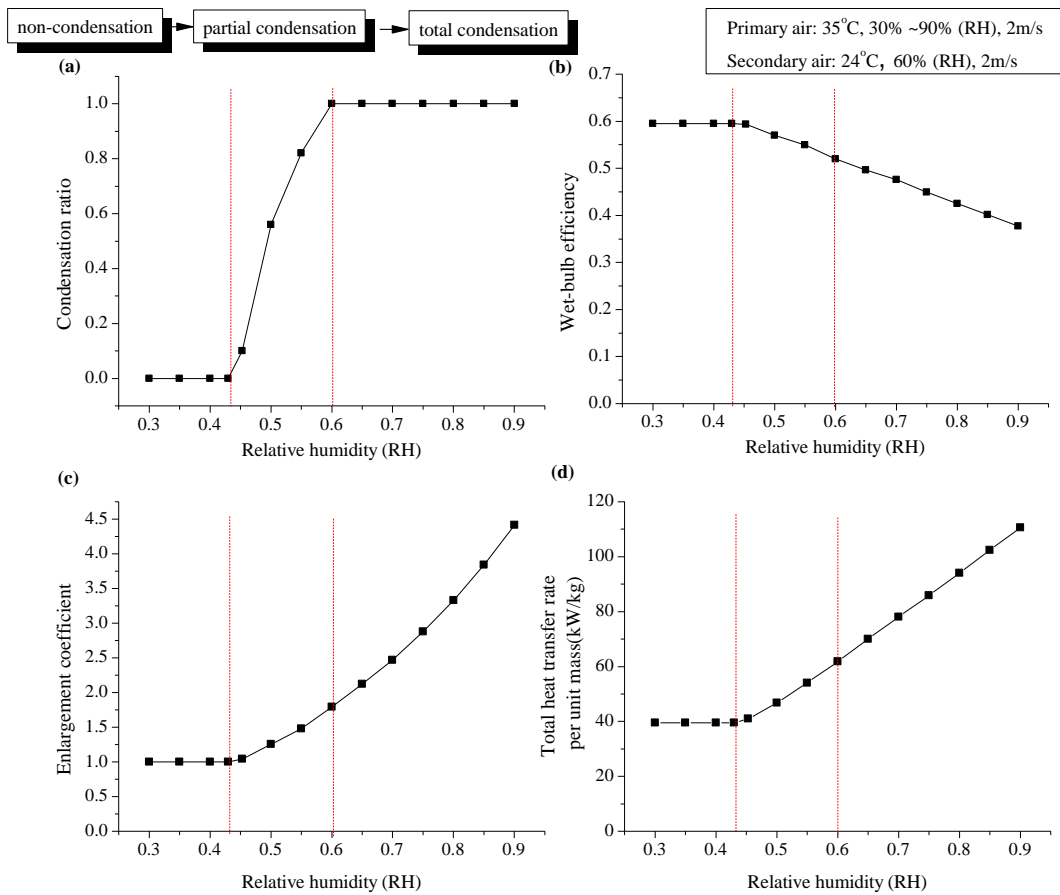 non-condensation
partial condensation
total condensation
Primary air: 35°C, 30% ~90% (RH), 2m/s
Secondary air: 24°C, 60% (RH), 2m/s
(a)
1.0
0.8
0.6
0.4
0.2
0.0
Condensation ratio
0.3 0.4 0.5 0.6 0.7 0.8 0.9
Relative humidity (RH)
(b)
0.7
0.6
0.5
0.4
0.3
0.2
0.1
0.0
Wet-bulb efficiency
0.3 0.4 0.5 0.6 0.7 0.8 0.9
Relative humidity (RH)
(c)
4.5
4.0
3.5
3.0
2.5
2.0
1.5
1.0
0.5
0.0
Enlargement coefficient
0.3 0.4 0.5 0.6 0.7 0.8 0.9
Relative humidity (RH)
(d)
120
100
80
60
40
20
0
Total heat transfer rate
per unit mass(kW/kg)
0.3 0.4 0.5 0.6 0.7 0.8 0.9
Relative humidity (RH)